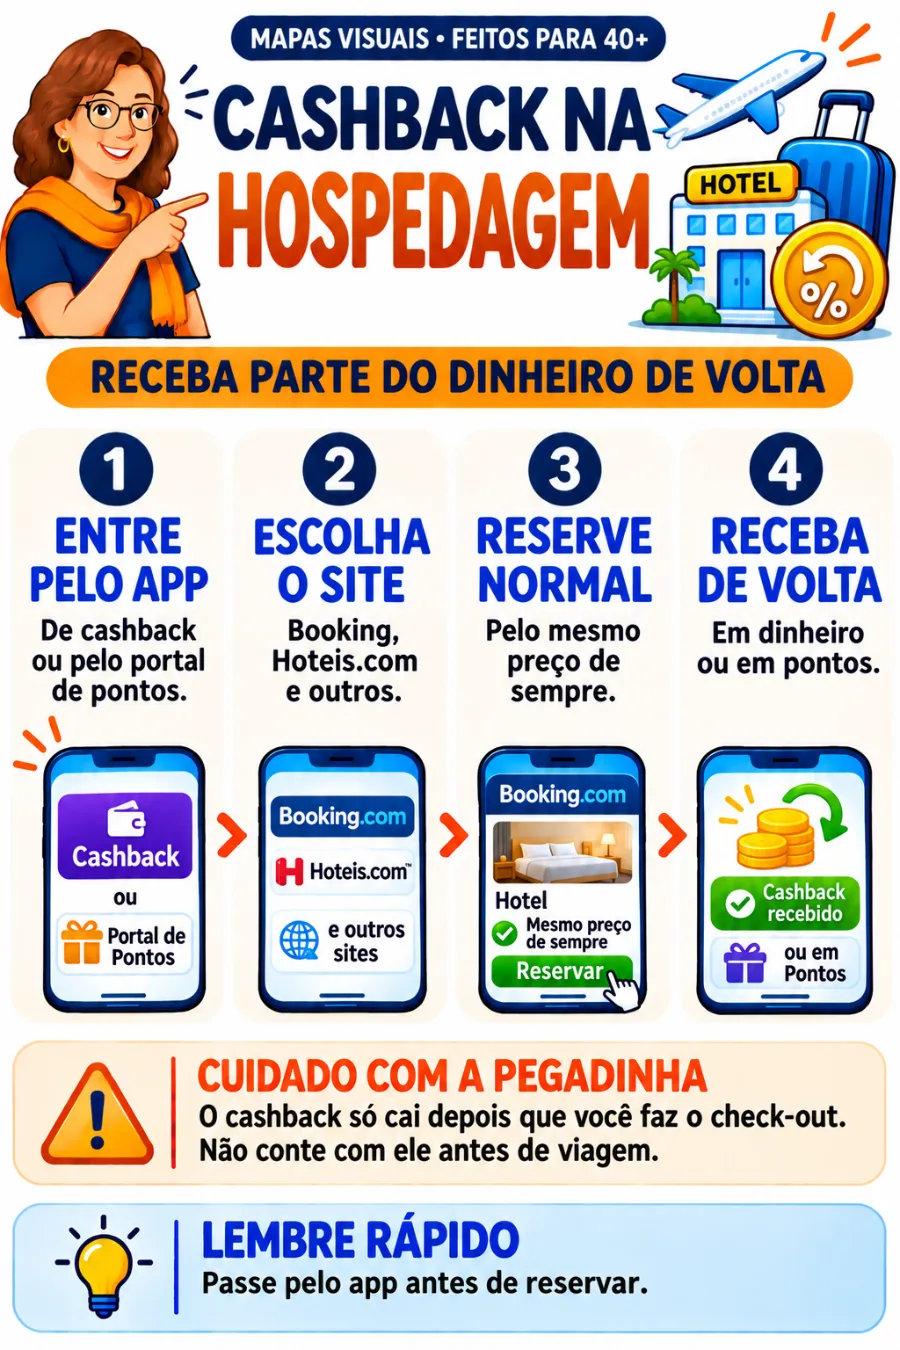 MAPAS VISUAIS • FEITOS PARA 40+
CASHBACK NA
HOSPEDAGEM
HOTEL
%
RECEBA PARTE DO DINHEIRO DE VOLTA
1
ENTRE
PELO APP
De cashback
ou pelo portal
de pontos.
Cashback
ou
Portal de
Pontos
2
ESCOLHA
O SITE
Booking,
Hoteis.com
e outros.
Booking.com
H Hoteis.com™
e outros
sites
3
RESERVE
NORMAL
Pelo mesmo
preço de
sempre.
Booking.com
Hotel
Mesmo preço
de sempre
Reservar
4
RECEBA
DE VOLTA
Em dinheiro
ou em pontos.
Cashback
recebido
ou em
Pontos
CUIDADO COM A PEGADINHA
O cashback só cai depois que você faz o check-out.
Não conte com ele antes de viagem.
LEMBRE RÁPIDO
Passe pelo app antes de reservar.